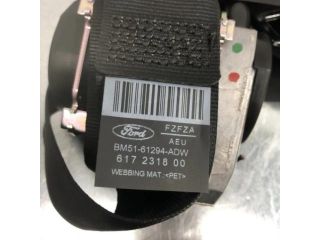 Ford
FZFZA
AEU
BM51-61294-ADW
617 2318 00
WEBBING MAT.:<PET>